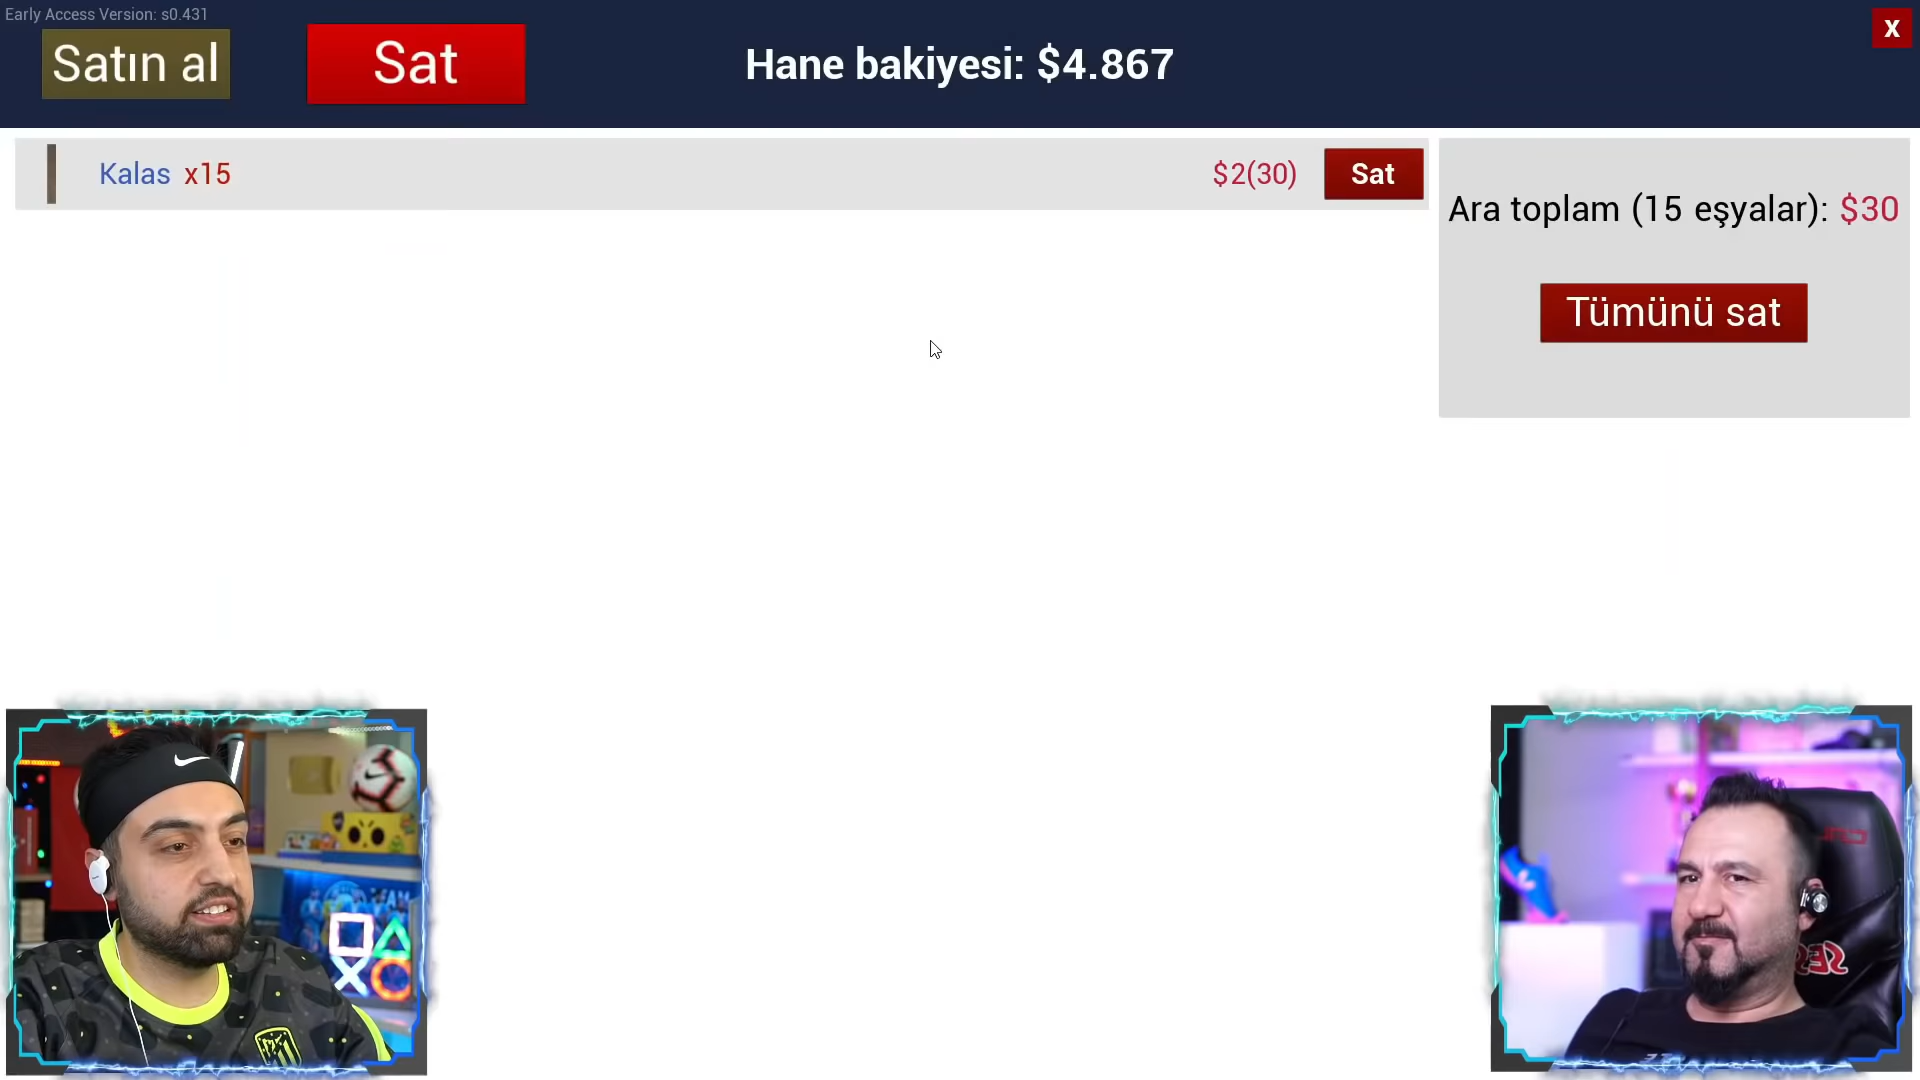 Early Access Version: s0.431
Satın al
Sat
Hane bakiyesi: $4.867
X
Kalas x15
$2(30)
Sat
Ara toplam (15 eşyalar): $30
Tümünü sat